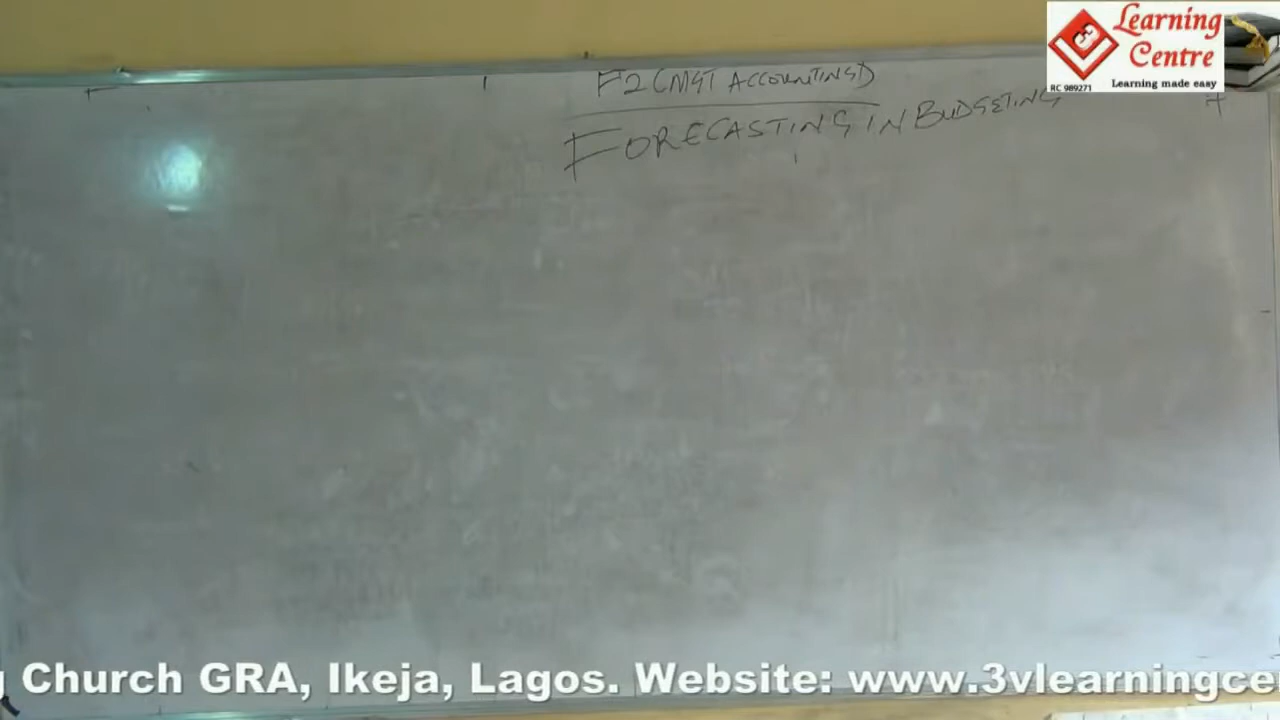 Learning
Centre
3
RC 989271
Learning made easy
F2 (MGT ACCOUNTING)
FORECASTING IN BUDGETING
Church GRA, Ikeja, Lagos. Website: www.3vlearningce